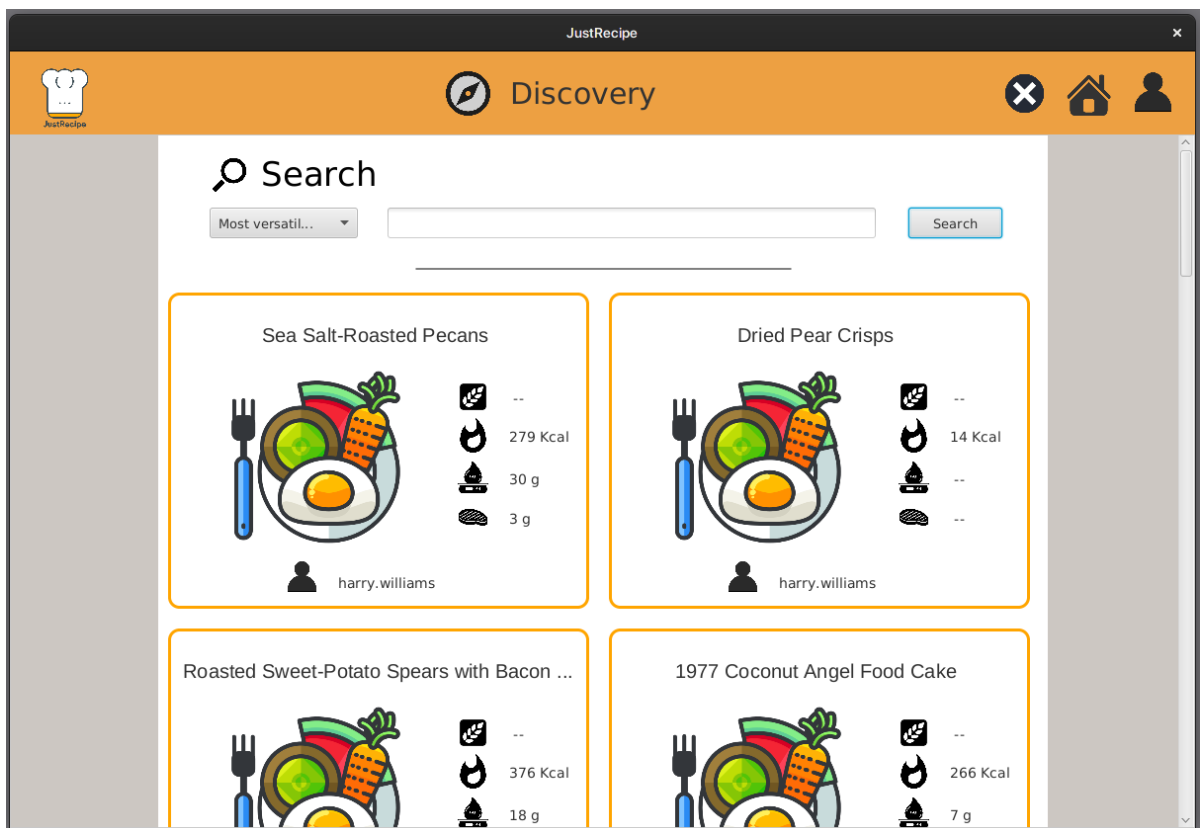 JustRecipe
{ }
...
JustRecipe
Discovery
Search
Most versatil...
Search
Sea Salt-Roasted Pecans
--
279 Kcal
30 g
3 g
harry.williams
Dried Pear Crisps
--
14 Kcal
--
--
harry.williams
Roasted Sweet-Potato Spears with Bacon ...
--
376 Kcal
18 g
1977 Coconut Angel Food Cake
--
266 Kcal
7 g